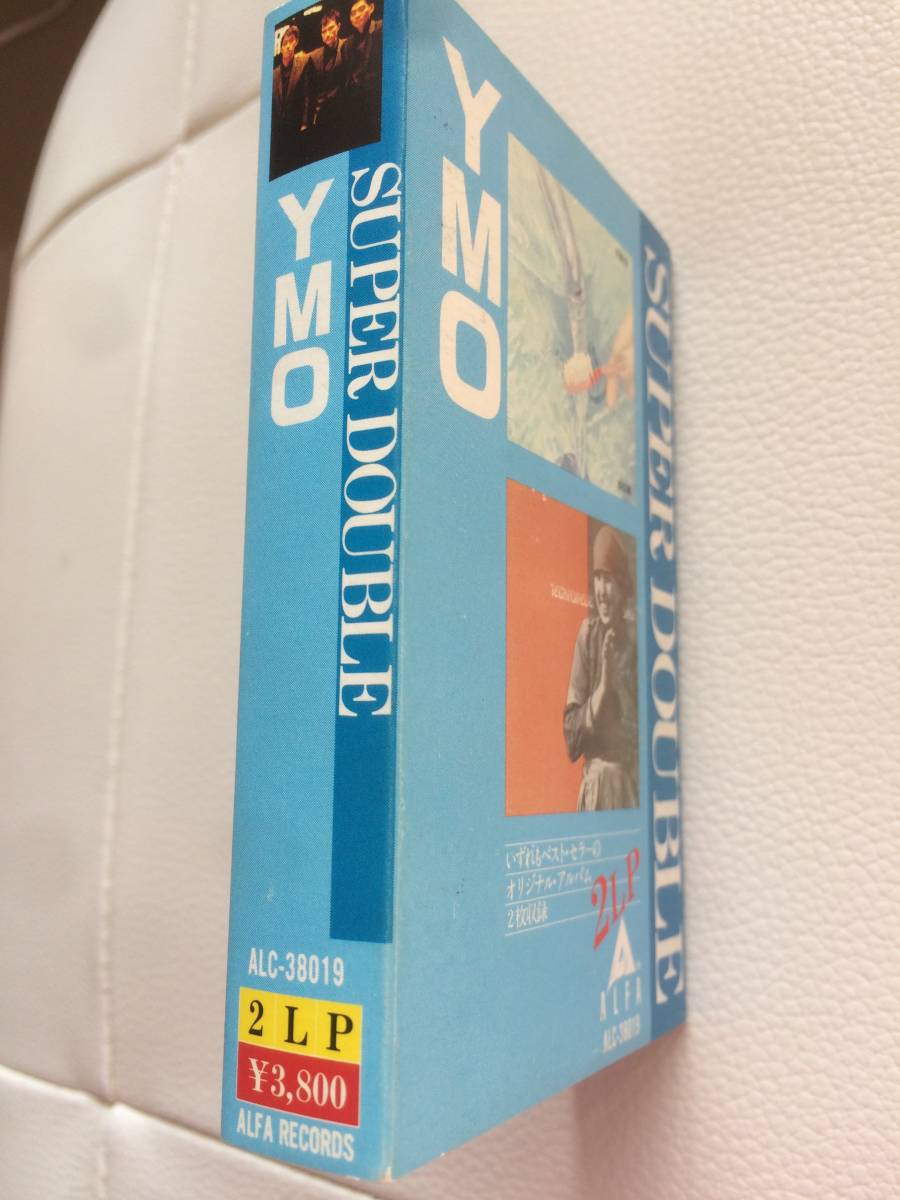 YMO
SUPER DOUBLE
ALC-38019
2LP
¥3,800
ALFA RECORDS
YMO
SUPER DOUBLE
いずれもベスト・セラーの
オリジナル・アルバム
2枚収録
2LP
ALFA
ALC-38019